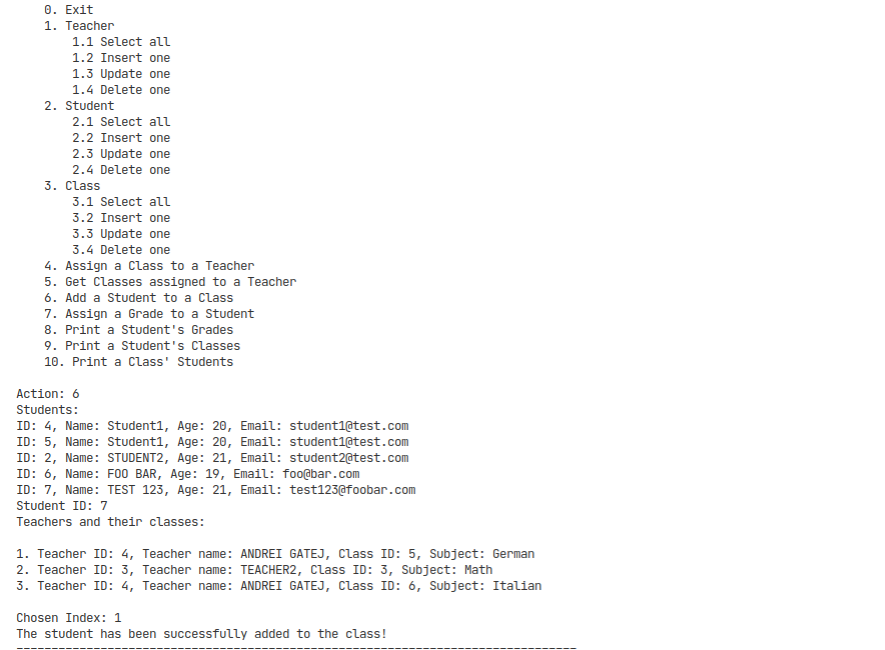 0. Exit
1. Teacher
1.1 Select all
1.2 Insert one
1.3 Update one
1.4 Delete one
2. Student
2.1 Select all
2.2 Insert one
2.3 Update one
2.4 Delete one
3. Class
3.1 Select all
3.2 Insert one
3.3 Update one
3.4 Delete one
4. Assign a Class to a Teacher
5. Get Classes assigned to a Teacher
6. Add a Student to a Class
7. Assign a Grade to a Student
8. Print a Student's Grades
9. Print a Student's Classes
10. Print a Class' Students
Action: 6
Students:
ID: 4, Name: Student1, Age: 20, Email: student1@test.com
ID: 5, Name: Student1, Age: 20, Email: student1@test.com
ID: 2, Name: STUDENT2, Age: 21, Email: student2@test.com
ID: 6, Name: FOO BAR, Age: 19, Email: foo@bar.com
ID: 7, Name: TEST 123, Age: 21, Email: test123@foobar.com
Student ID: 7
Teachers and their classes:
1. Teacher ID: 4, Teacher name: ANDREI GATEJ, Class ID: 5, Subject: German
2. Teacher ID: 3, Teacher name: TEACHER2, Class ID: 3, Subject: Math
3. Teacher ID: 4, Teacher name: ANDREI GATEJ, Class ID: 6, Subject: Italian
Chosen Index: 1
The student has been successfully added to the class!
--------------------------------------------------------------------------------